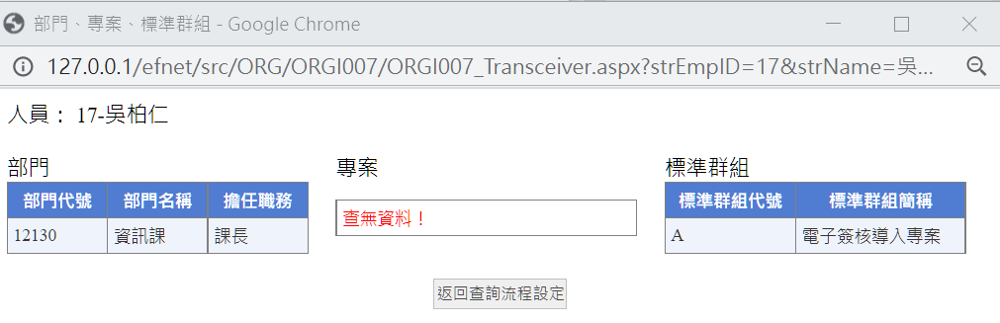 部門、專案、標準群組 - Google Chrome
127.0.0.1/efnet/src/ORG/ORGI007/ORGI007_Transceiver.aspx?strEmpID=17&strName=吳...
人員： 17-吳柏仁
部門
部門代號 部門名稱 擔任職務
12130 資訊課 課長
專案
查無資料！
標準群組
標準群組代號 標準群組簡稱
A 電子簽核導入專案
返回查詢流程設定